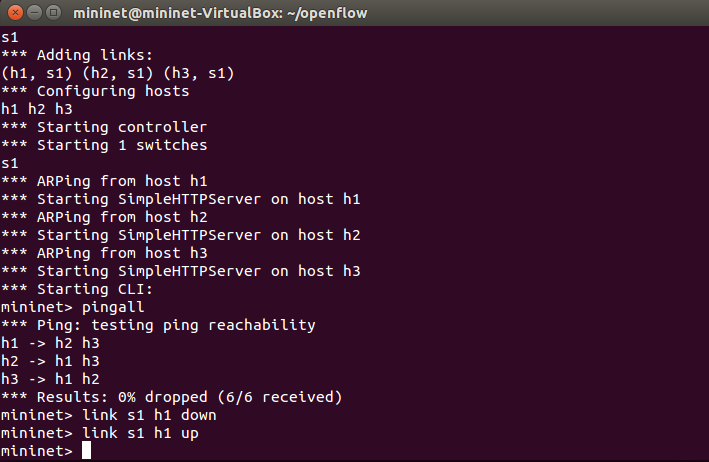 mininet@mininet-VirtualBox: ~/openflow
s1
*** Adding links:
(h1, s1) (h2, s1) (h3, s1)
*** Configuring hosts
h1 h2 h3
*** Starting controller
*** Starting 1 switches
s1
*** ARPing from host h1
*** Starting SimpleHTTPServer on host h1
*** ARPing from host h2
*** Starting SimpleHTTPServer on host h2
*** ARPing from host h3
*** Starting SimpleHTTPServer on host h3
*** Starting CLI:
mininet> pingall
*** Ping: testing ping reachability
h1 -> h2 h3
h2 -> h1 h3
h3 -> h1 h2
*** Results: 0% dropped (6/6 received)
mininet> link s1 h1 down
mininet> link s1 h1 up
mininet>